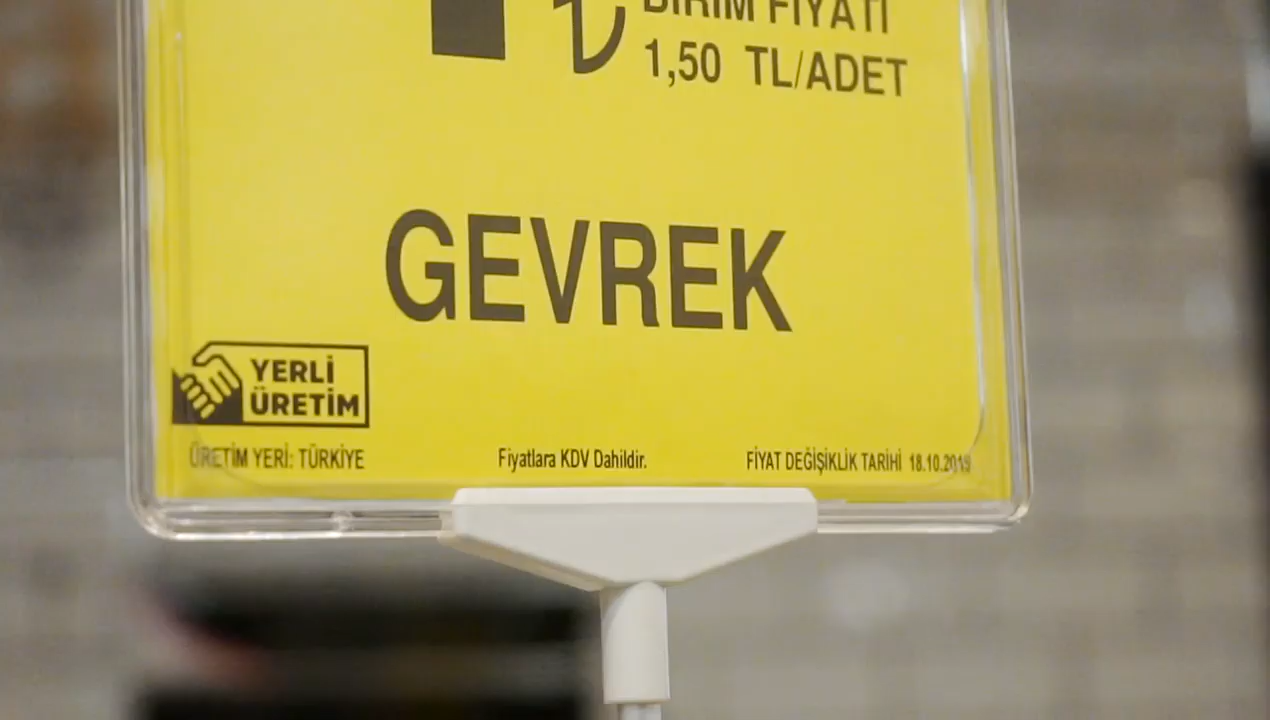 ₺ BİRİM FİYATI
1,50 TL/ADET
GEVREK
YERLİ
ÜRETİM
ÜRETİM YERİ: TÜRKİYE
Fiyatlara KDV Dahildir.
FİYAT DEĞİŞİKLİK TARİHİ 18.10.2019